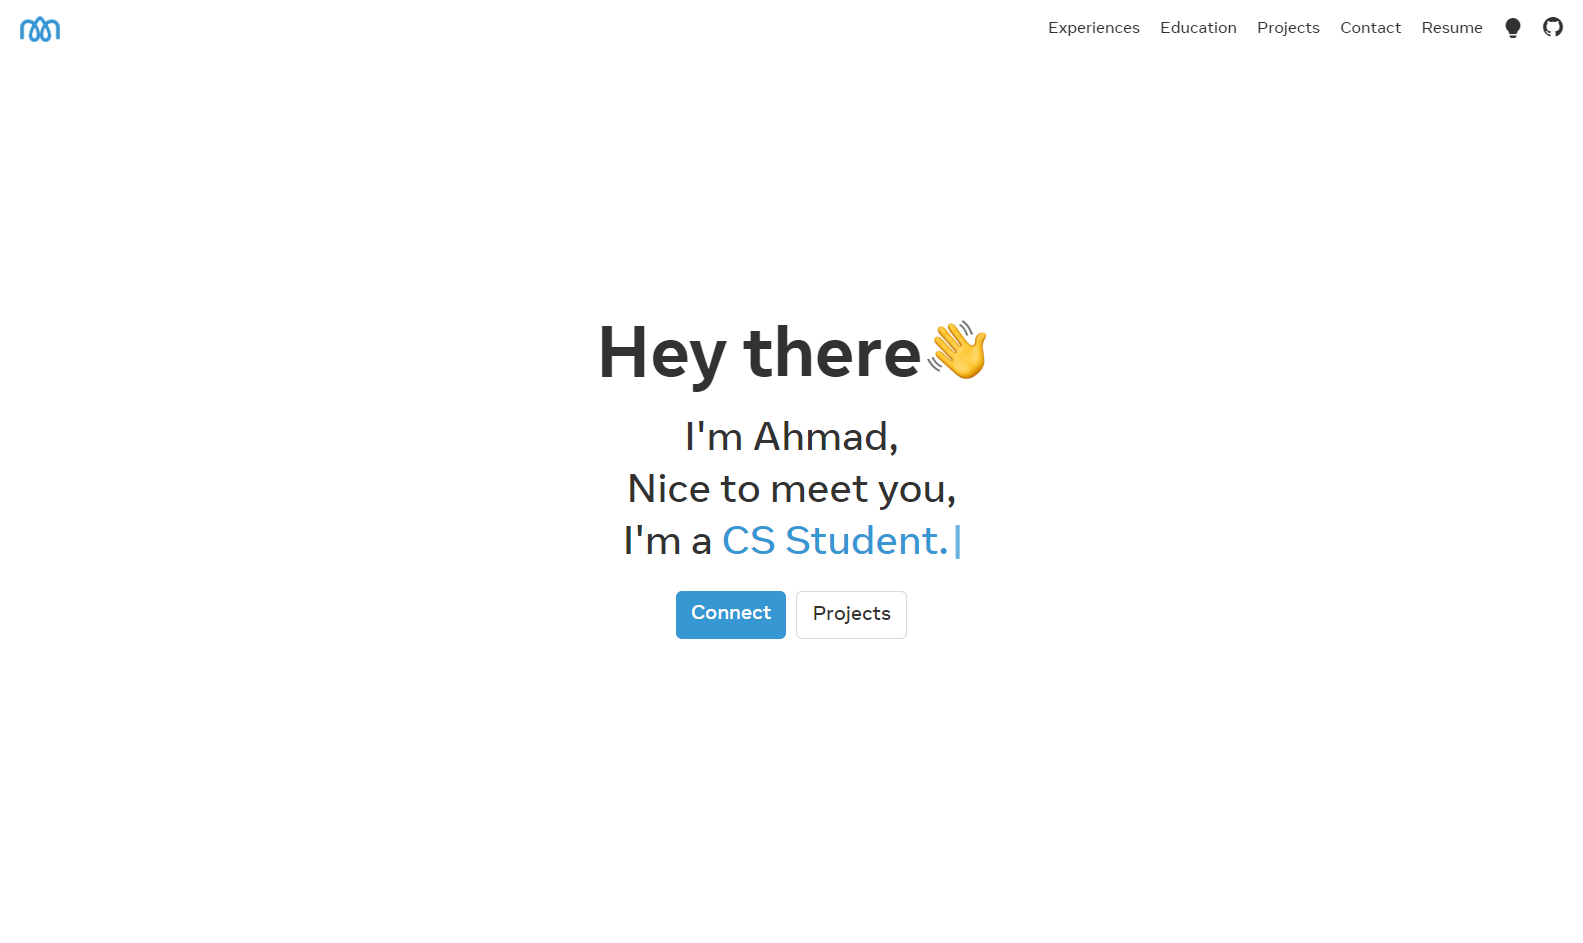 Experiences Education Projects Contact Resume
Hey there👋
I'm Ahmad,
Nice to meet you,
I'm a CS Student.|
Connect Projects